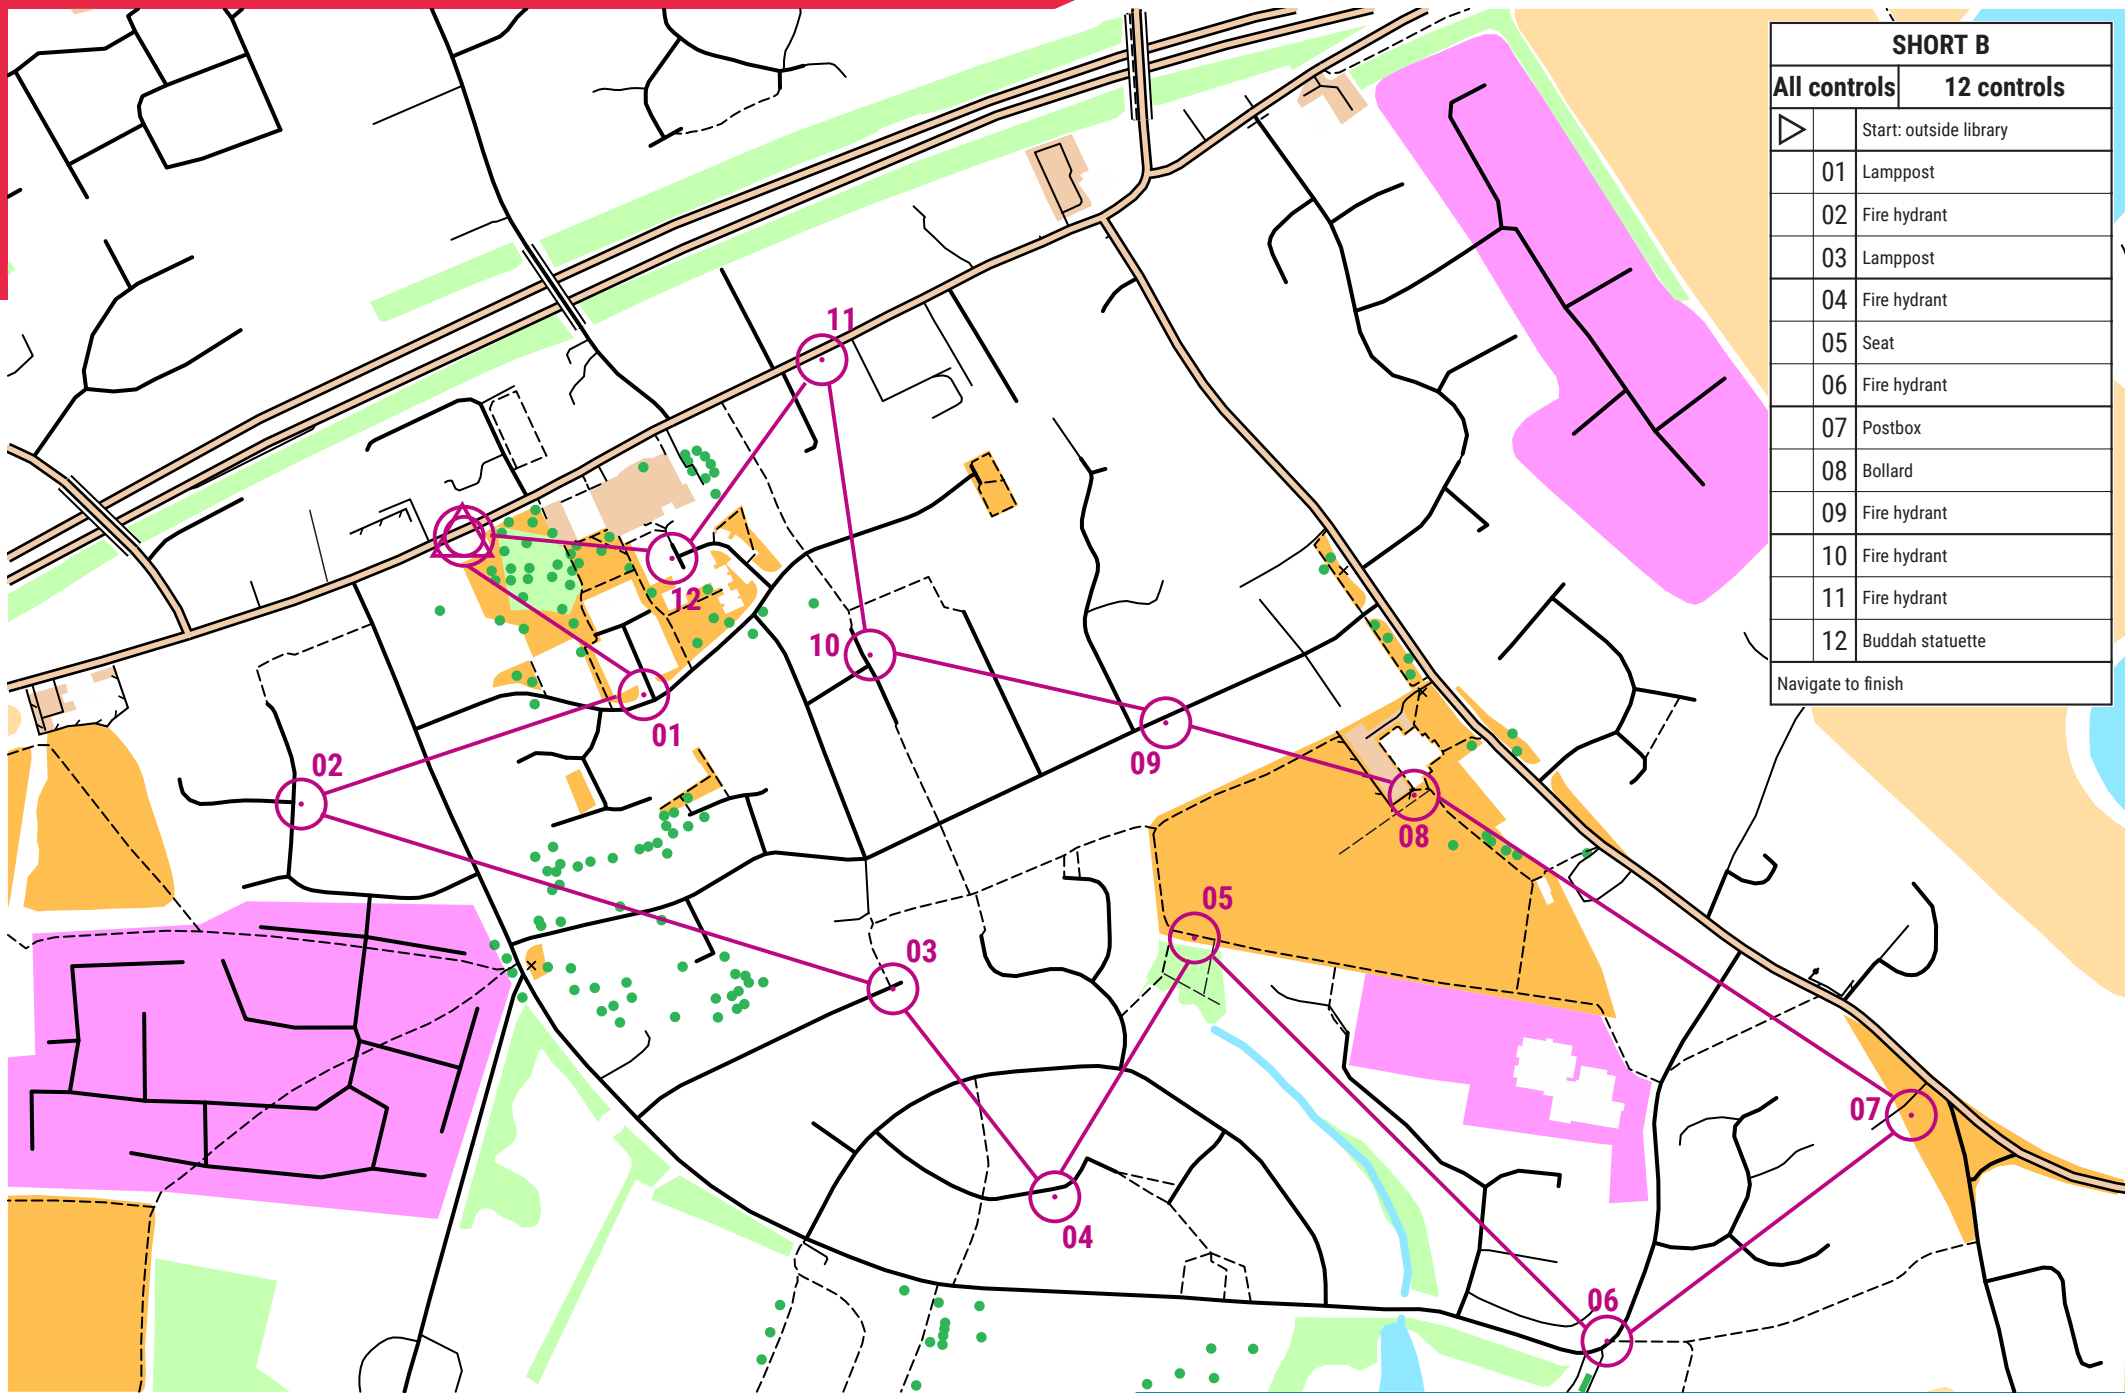 SHORT B
All controls 12 controls
Start: outside library
01 Lamppost
02 Fire hydrant
03 Lamppost
04 Fire hydrant
05 Seat
06 Fire hydrant
07 Postbox
08 Bollard
09 Fire hydrant
10 Fire hydrant
11 Fire hydrant
12 Buddah statuette
Navigate to finish
11
12
10
01
02
09
08
05
03
07
04
06